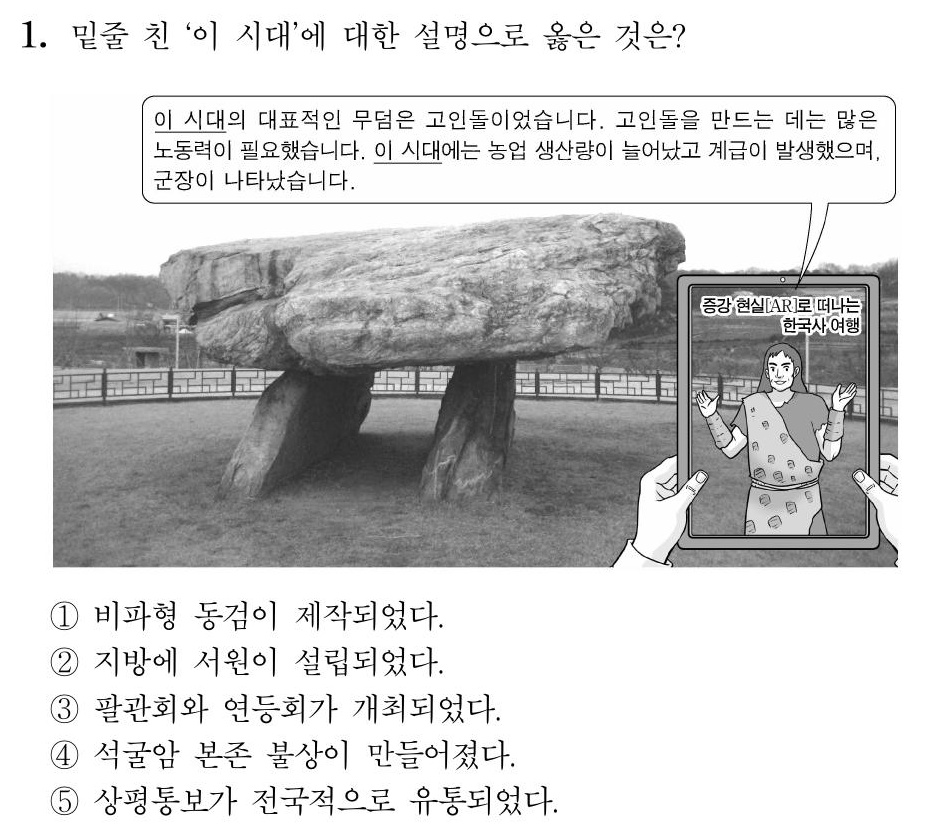 1. 밑줄 친 ‘이 시대’에 대한 설명으로 옳은 것은?
이 시대의 대표적인 무덤은 고인돌이었습니다. 고인돌을 만드는 데는 많은
노동력이 필요했습니다. 이 시대에는 농업 생산량이 늘어났고 계급이 발생했으며,
군장이 나타났습니다.
증강 현실[AR]로 떠나는
한국사 여행
① 비파형 동검이 제작되었다.
② 지방에 서원이 설립되었다.
③ 팔관회와 연등회가 개최되었다.
④ 석굴암 본존 불상이 만들어졌다.
⑤ 상평통보가 전국적으로 유통되었다.